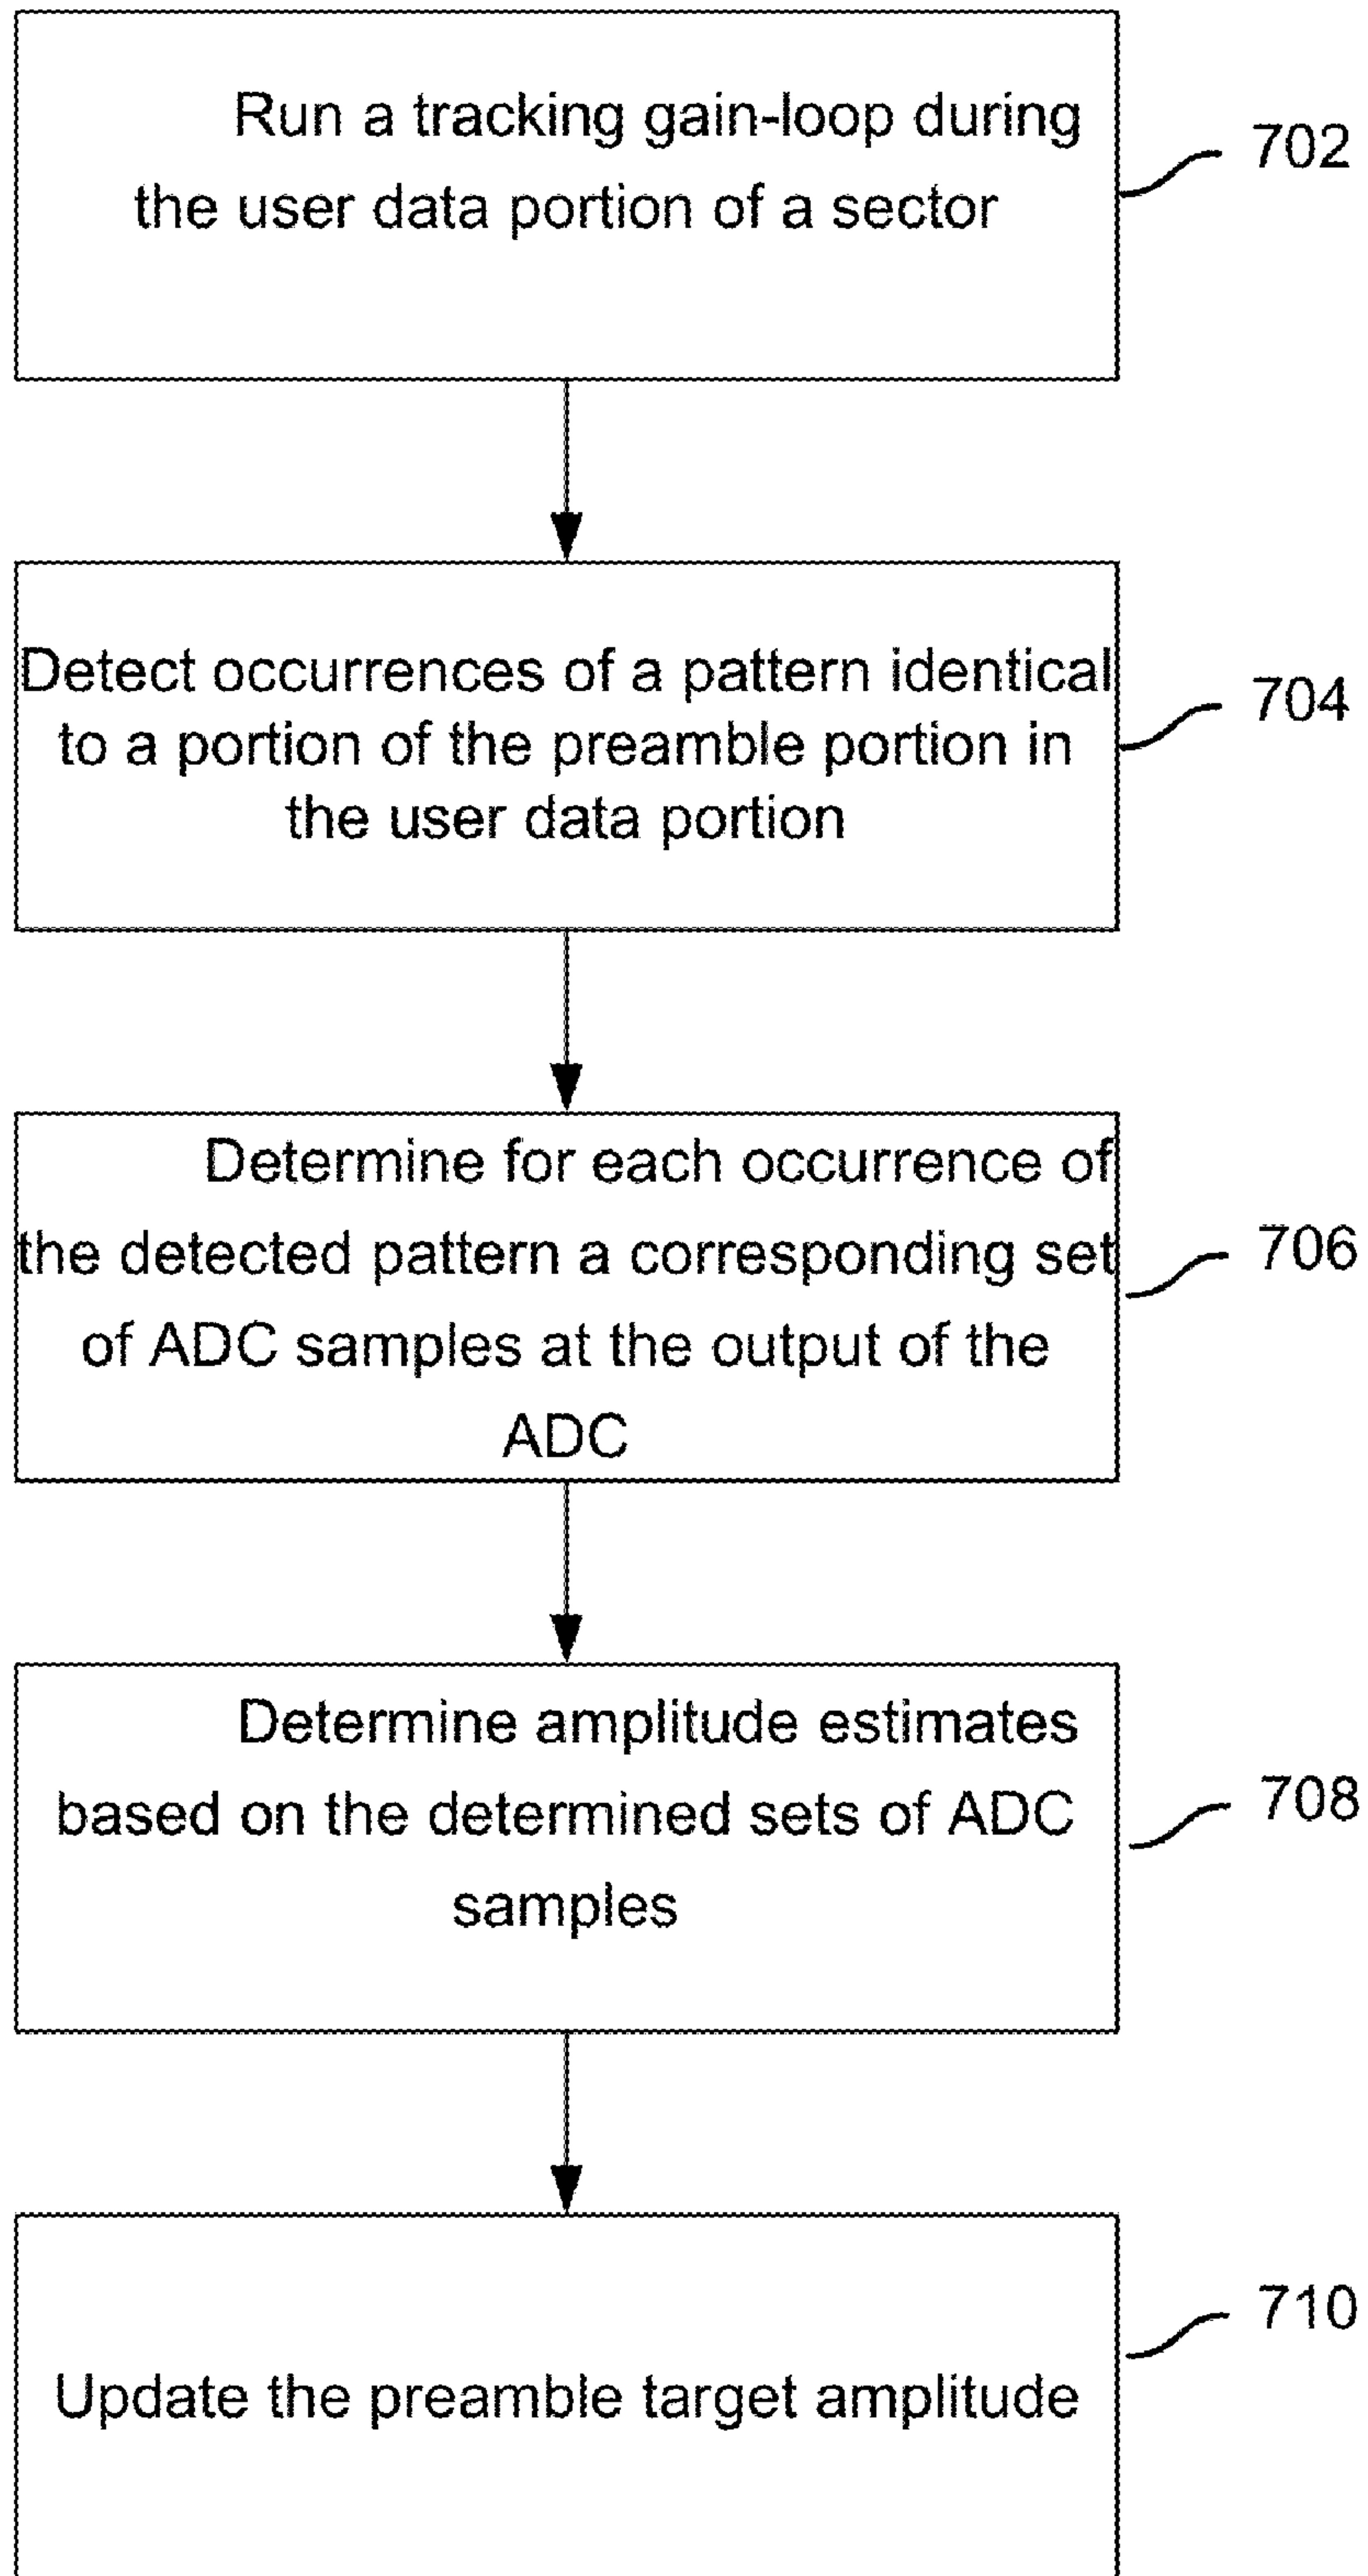 Run a tracking gain-loop during
the user data portion of a sector
702
Detect occurrences of a pattern identical
to a portion of the preamble portion in
the user data portion
704
Determine for each occurrence of
the detected pattern a corresponding set
of ADC samples at the output of the
ADC
706
Determine amplitude estimates
based on the determined sets of ADC
samples
708
Update the preamble target amplitude
710